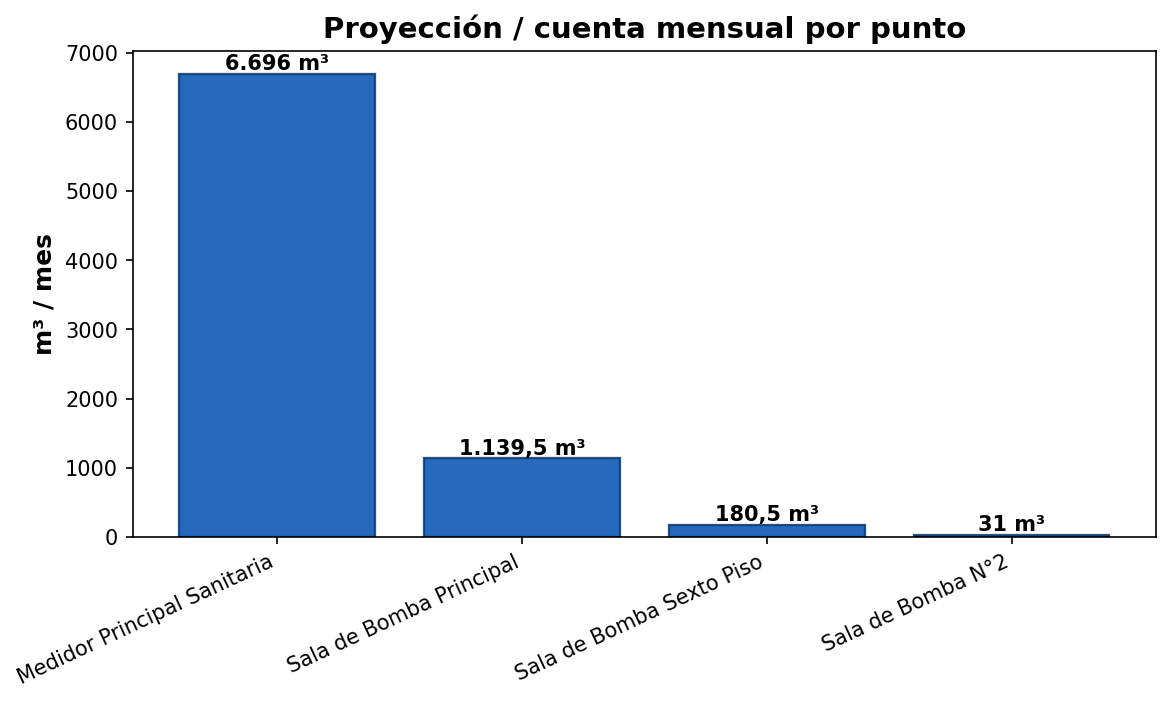 Proyección / cuenta mensual por punto
m³ / mes
7000
6000
5000
4000
3000
2000
1000
0
6.696 m³
1.139,5 m³
180,5 m³
31 m³
Medidor Principal Sanitaria
Sala de Bomba Principal
Sala de Bomba Sexto Piso
Sala de Bomba N°2